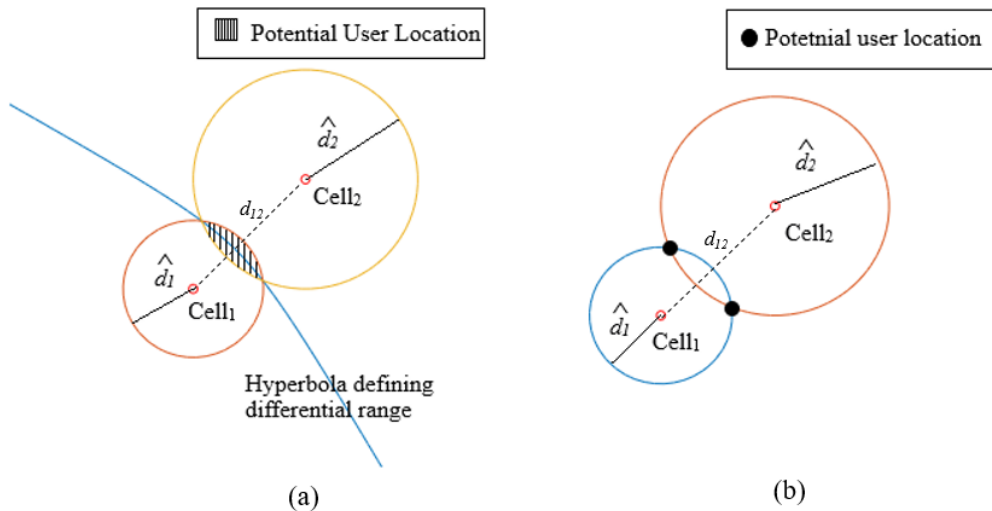 Potential User Location
d̂2
d12
Cell2
d̂1
Cell1
Hyperbola defining
differential range
(a)
Potetnial user location
d̂2
d12
Cell2
d̂1
Cell1
(b)